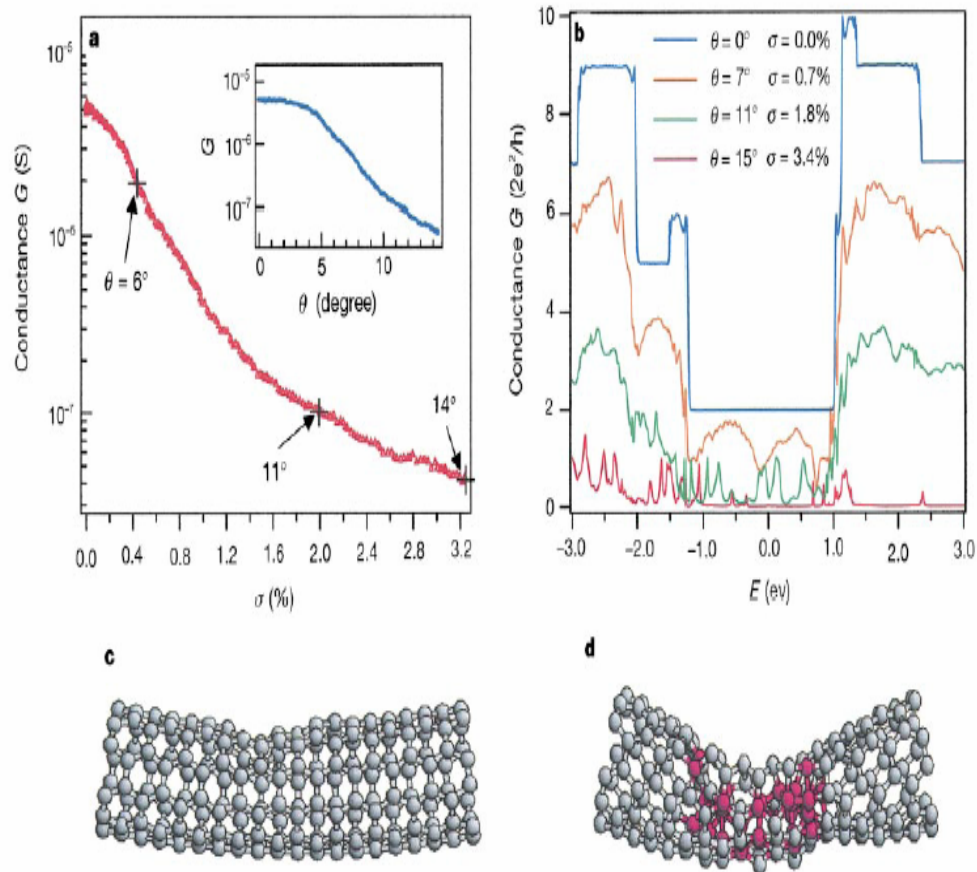 a
10⁻⁵
10⁻⁶
10⁻⁷
Conductance G (S)
θ = 6°
11°
14°
0.0 0.4 0.8 1.2 1.6 2.0 2.4 2.8 3.2
σ (%)
10⁻⁵
10⁻⁶
10⁻⁷
G
0 5 10
θ (degree)
b
10
8
6
4
2
0
Conductance G (2e²/h)
θ = 0° σ = 0.0%
θ = 7° σ = 0.7%
θ = 11° σ = 1.8%
θ = 15° σ = 3.4%
-3.0 -2.0 -1.0 0.0 1.0 2.0 3.0
E (ev)
c
d